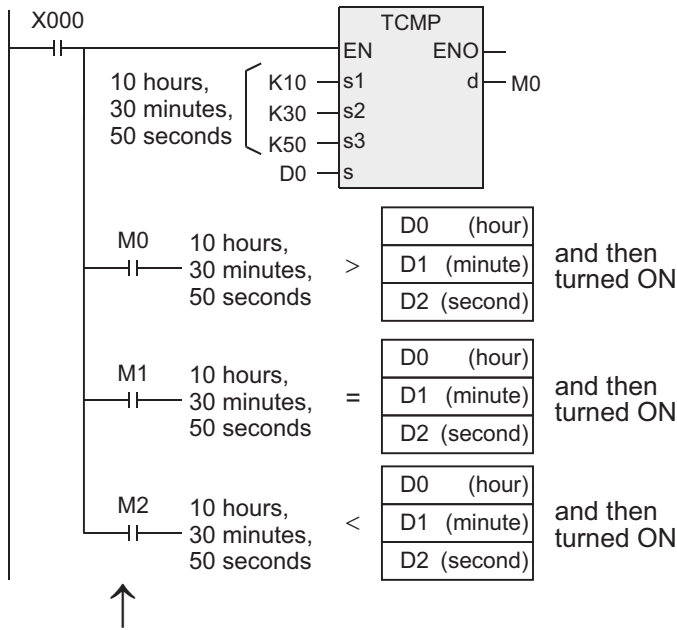 X000
TCMP
EN ENO
10 hours,
30 minutes,
50 seconds
K10 s1 d M0
K30 s2
K50 s3
D0 s
M0
10 hours,
30 minutes,
50 seconds
>
D0 (hour)
D1 (minute)
D2 (second)
and then
turned ON
M1
10 hours,
30 minutes,
50 seconds
=
D0 (hour)
D1 (minute)
D2 (second)
and then
turned ON
M2
10 hours,
30 minutes,
50 seconds
<
D0 (hour)
D1 (minute)
D2 (second)
and then
turned ON